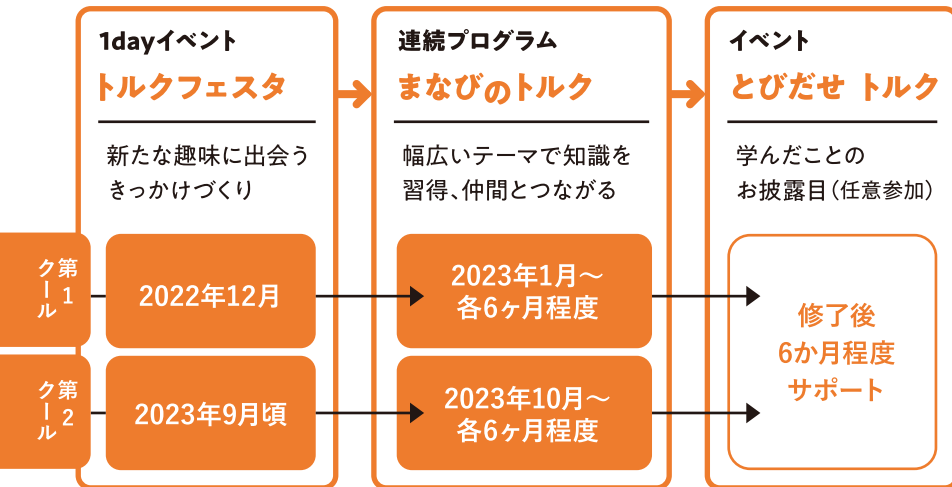 1dayイベント
トルクフェスタ
新たな趣味に出会う
きっかけづくり
連続プログラム
まなびのトルク
幅広いテーマで知識を
習得、仲間とつながる
イベント
とびだせ トルク
学んだことの
お披露目（任意参加）
第1
クール
2022年12月
2023年1月～
各6ヶ月程度
第2
クール
2023年9月頃
2023年10月～
各6ヶ月程度
修了後
6か月程度
サポート